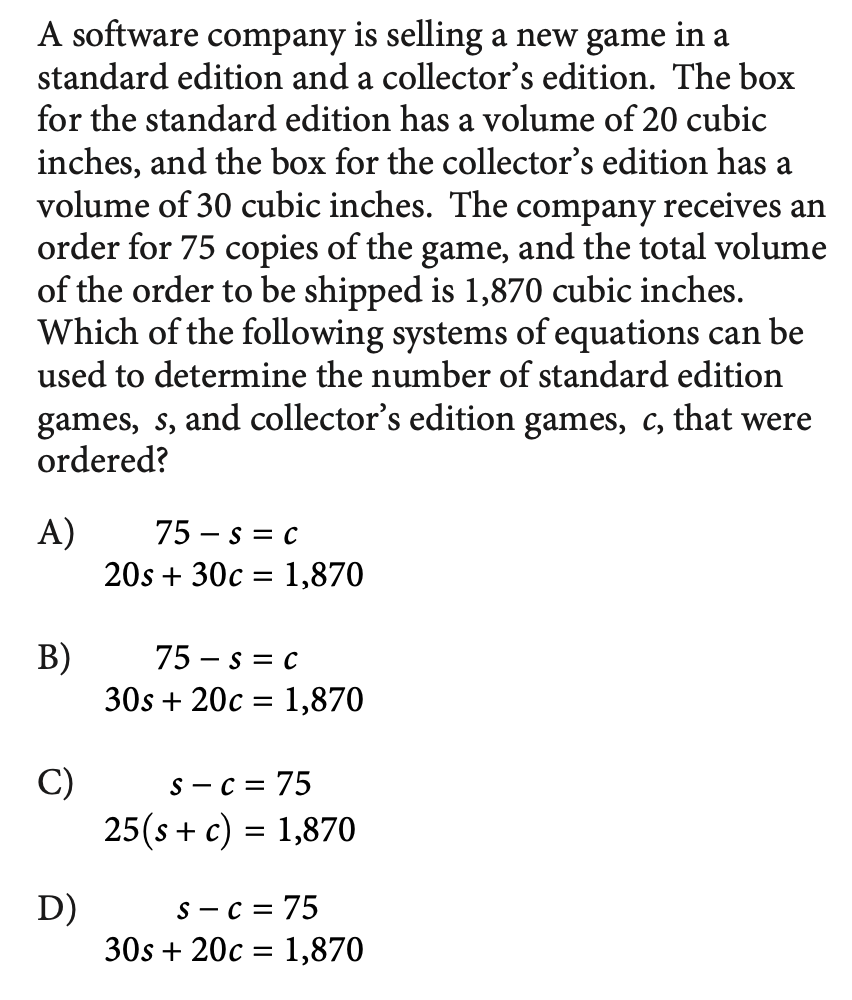 A software company is selling a new game in a
standard edition and a collector’s edition. The box
for the standard edition has a volume of 20 cubic
inches, and the box for the collector’s edition has a
volume of 30 cubic inches. The company receives an
order for 75 copies of the game, and the total volume
of the order to be shipped is 1,870 cubic inches.
Which of the following systems of equations can be
used to determine the number of standard edition
games, s, and collector’s edition games, c, that were
ordered?
A) 75 – s = c
20s + 30c = 1,870
B) 75 – s = c
30s + 20c = 1,870
C) s – c = 75
25(s + c) = 1,870
D) s – c = 75
30s + 20c = 1,870